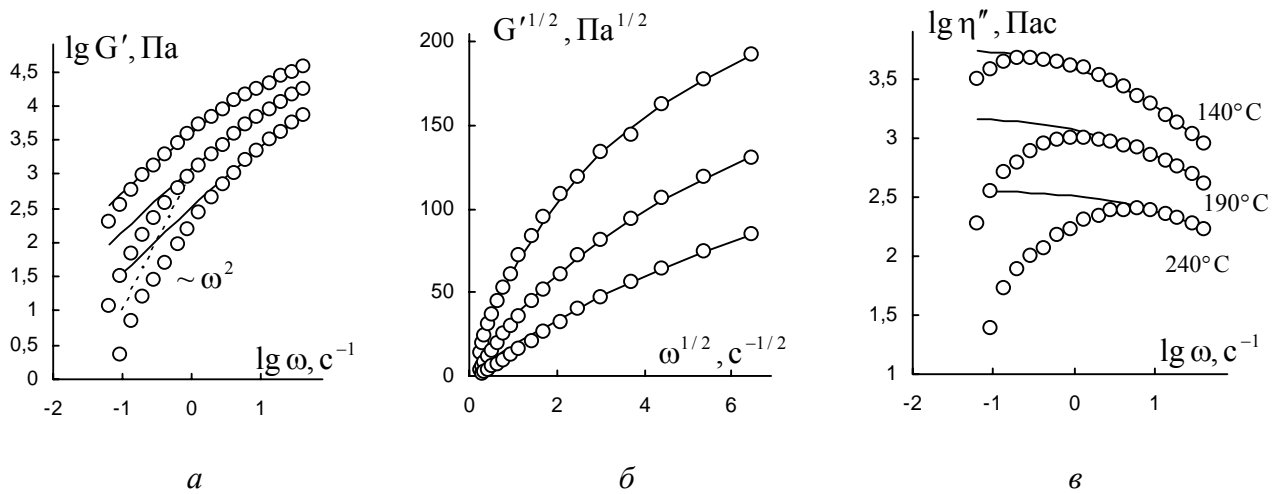 lg G′, Па
4,5
4
3,5
3
2,5
2
1,5
1
0,5
0
~ ω²
lg ω, с⁻¹
-2 -1 0 1
а
G′^1/2, Па^1/2
200
150
100
50
0
ω^1/2, с^-1/2
0 2 4 6
б
lg η″, Пас
3,5
3
2,5
2
1,5
1
140°C
190°C
240°C
lg ω, с⁻¹
-2 -1 0 1
в